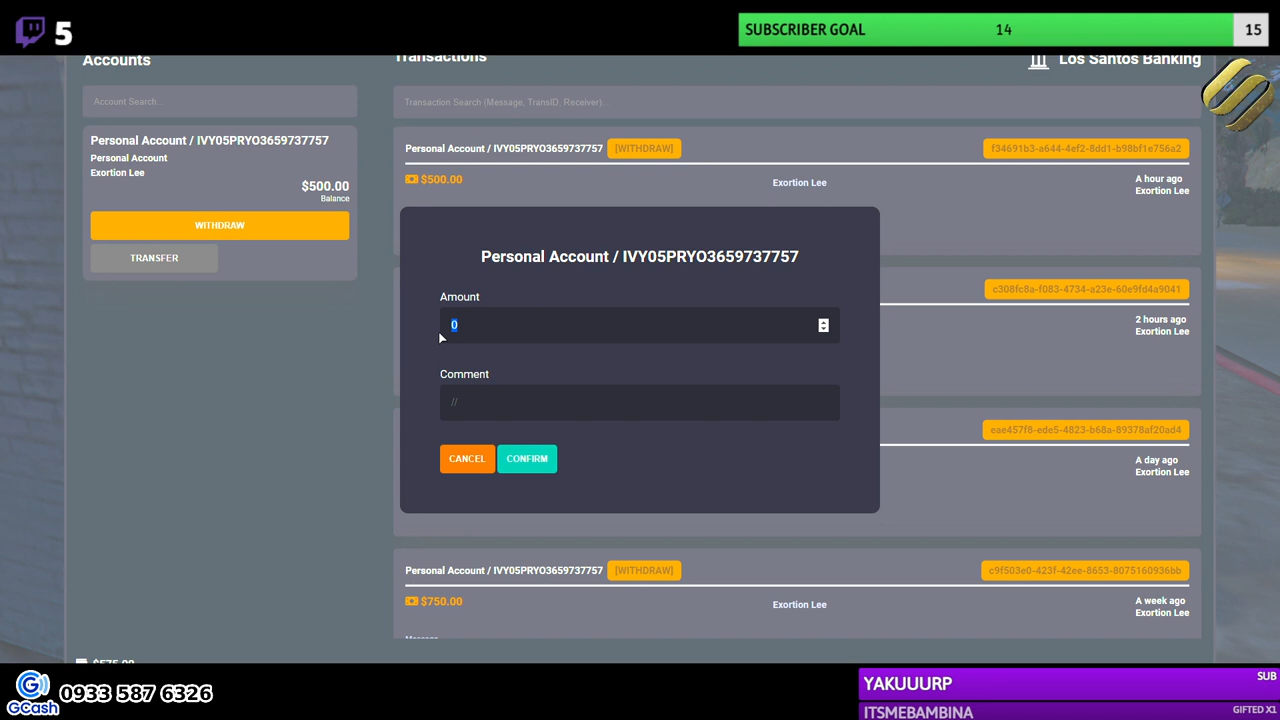 5
SUBSCRIBER GOAL
14
15
Accounts
Transactions
Los Santos Banking
Account Search...
Transaction Search (Message, TransID, Receiver)...
Personal Account / IVY05PRYO3659737757
Personal Account
Exortion Lee
$500.00
Balance
WITHDRAW
TRANSFER
Personal Account / IVY05PRYO3659737757 [WITHDRAW]
f34691b3-a644-4ef2-8dd1-b98bf1e756a2
$500.00
Exortion Lee
A hour ago
Exortion Lee
Personal Account / IVY05PRYO3659737757
Amount
0
Comment
//
CANCEL
CONFIRM
c308fc8a-f083-4734-a23e-60e9fd4a9041
2 hours ago
Exortion Lee
eae457f8-ede5-4823-b68a-89378af20ad4
A day ago
Exortion Lee
Personal Account / IVY05PRYO3659737757 [WITHDRAW]
c9f503e0-423f-42ee-8653-8075160936bb
$750.00
Exortion Lee
A week ago
Exortion Lee
Message
$575.00
GCash
0933 587 6326
YAKUUURP
SUB
ITSMEBAMBINA
GIFTED X1